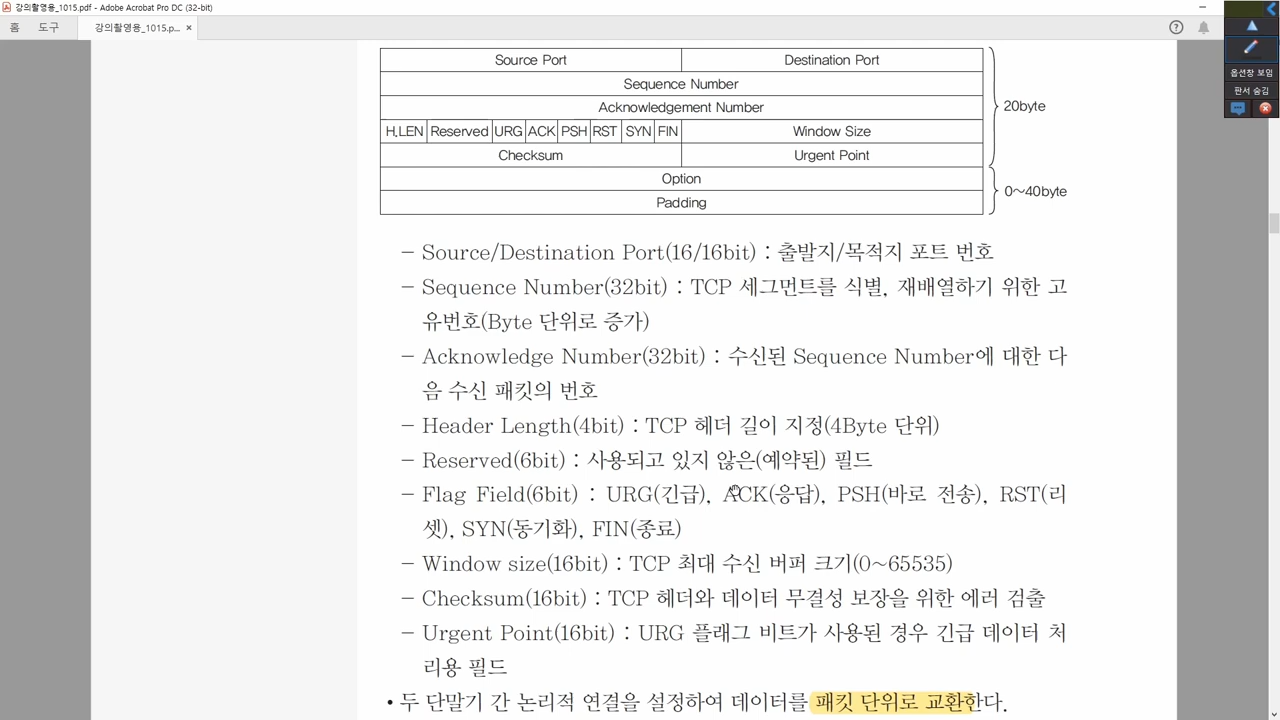 강의촬영용_1015.pdf - Adobe Acrobat Pro DC (32-bit)
홈 도구 강의촬영용_1015.p... ×
옵션창 보임
판서 숨김
Source Port Destination Port
Sequence Number
Acknowledgement Number
20byte
H.LEN Reserved URG ACK PSH RST SYN FIN Window Size
Checksum Urgent Point
Option
0～40byte
Padding
- Source/Destination Port(16/16bit) : 출발지/목적지 포트 번호
- Sequence Number(32bit) : TCP 세그먼트를 식별, 재배열하기 위한 고
유번호(Byte 단위로 증가)
- Acknowledge Number(32bit) : 수신된 Sequence Number에 대한 다
음 수신 패킷의 번호
- Header Length(4bit) : TCP 헤더 길이 지정(4Byte 단위)
- Reserved(6bit) : 사용되고 있지 않은(예약된) 필드
- Flag Field(6bit) : URG(긴급), ACK(응답), PSH(바로 전송), RST(리
셋), SYN(동기화), FIN(종료)
- Window size(16bit) : TCP 최대 수신 버퍼 크기(0~65535)
- Checksum(16bit) : TCP 헤더와 데이터 무결성 보장을 위한 에러 검출
- Urgent Point(16bit) : URG 플래그 비트가 사용된 경우 긴급 데이터 처
리용 필드
• 두 단말기 간 논리적 연결을 설정하여 데이터를 패킷 단위로 교환한다.